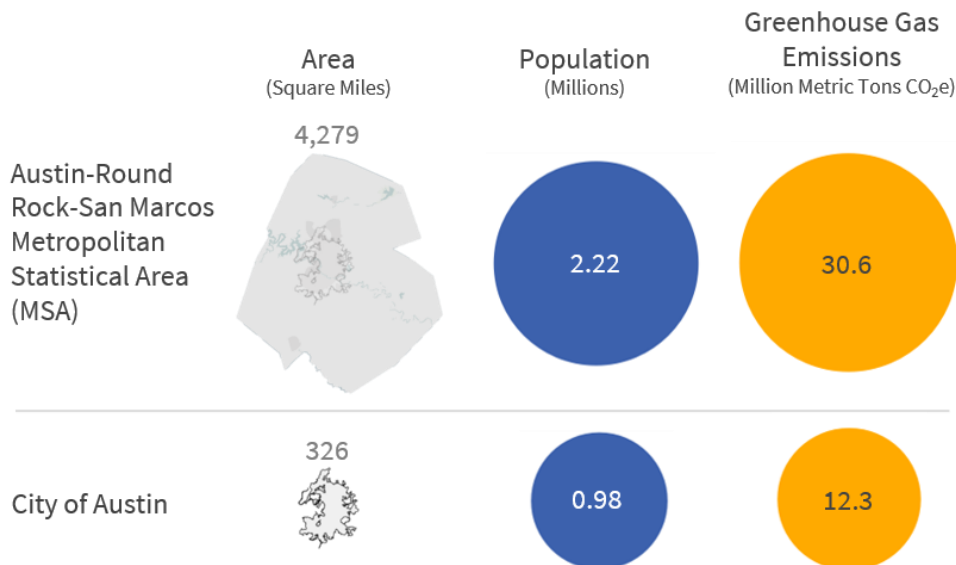 Area
(Square Miles)
Population
(Millions)
Greenhouse Gas
Emissions
(Million Metric Tons CO₂e)
Austin-Round
Rock-San Marcos
Metropolitan
Statistical Area
(MSA)
4,279
2.22
30.6
City of Austin
326
0.98
12.3